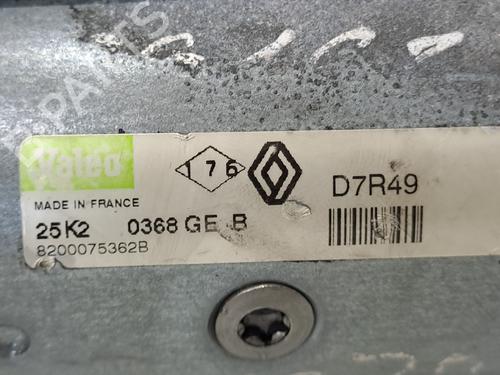 Valeo
176
D7R49
MADE IN FRANCE
25K2 0368 GE B
8200075362B